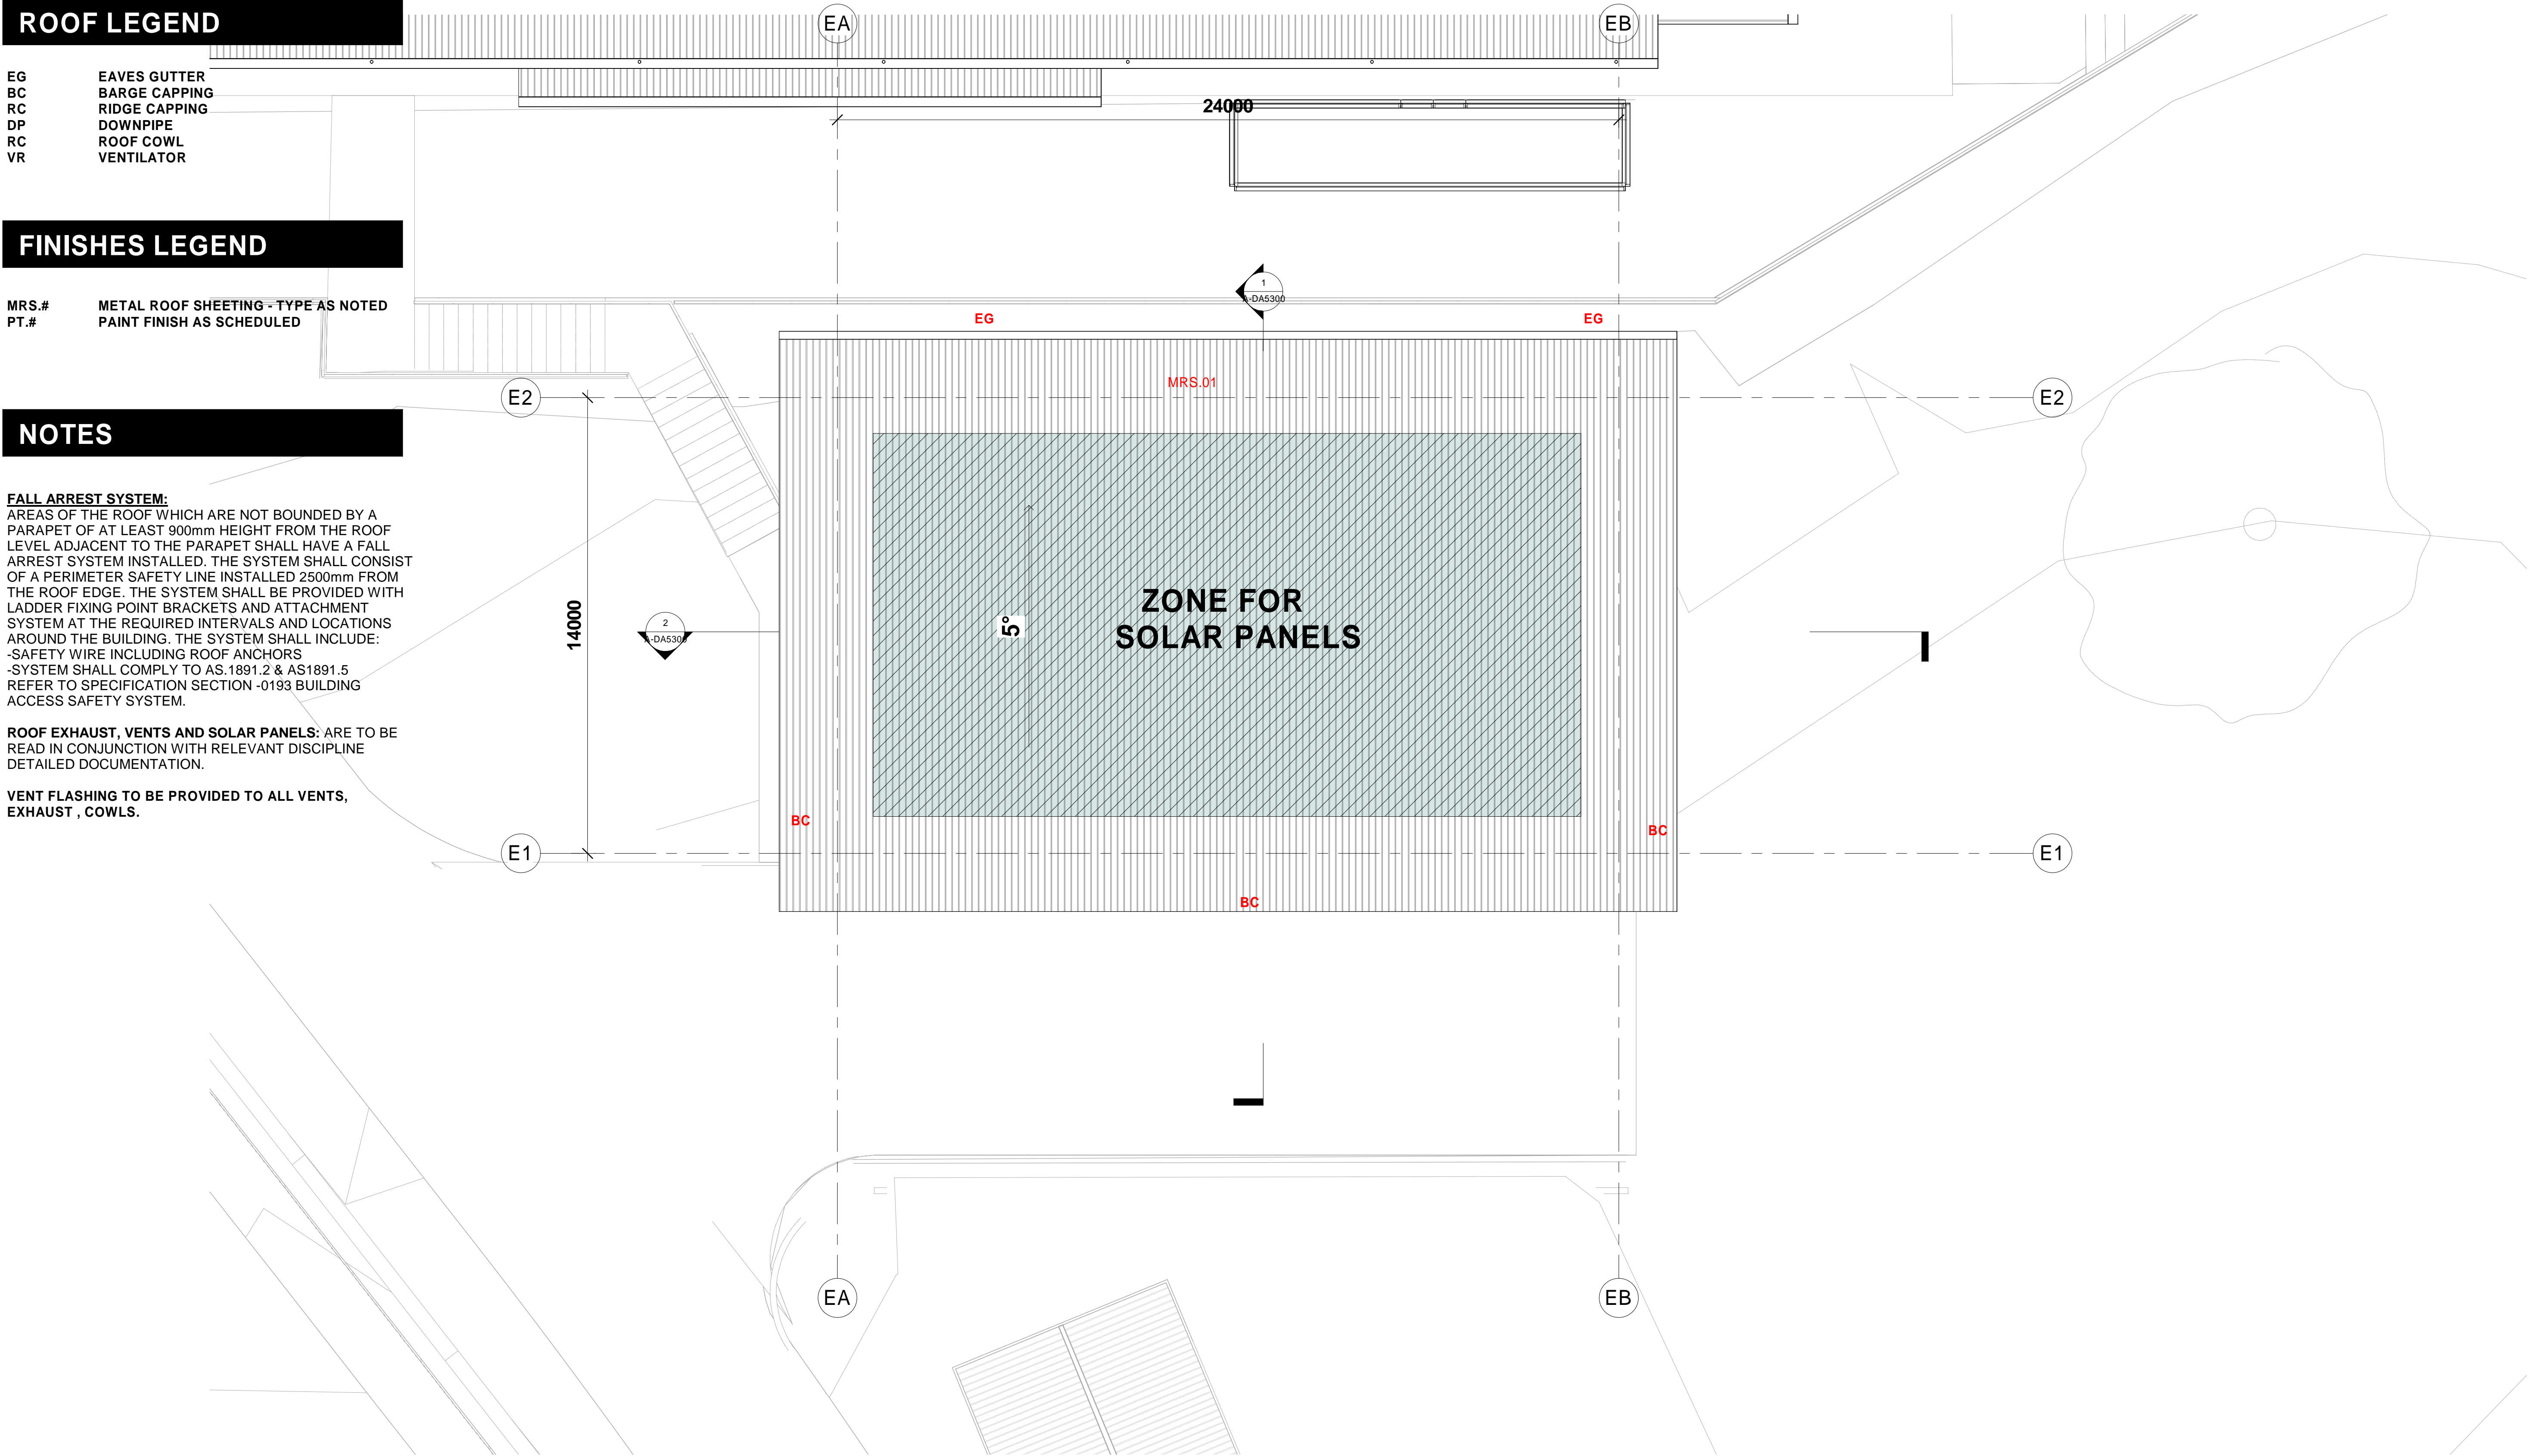 ROOF LEGEND
EG EAVES GUTTER
BC BARGE CAPPING
RC RIDGE CAPPING
DP DOWNPIPE
RC ROOF COWL
VR VENTILATOR
FINISHES LEGEND
MRS.# METAL ROOF SHEETING - TYPE AS NOTED
PT.# PAINT FINISH AS SCHEDULED
NOTES
FALL ARREST SYSTEM:
AREAS OF THE ROOF WHICH ARE NOT BOUNDED BY A
PARAPET OF AT LEAST 900mm HEIGHT FROM THE ROOF
LEVEL ADJACENT TO THE PARAPET SHALL HAVE A FALL
ARREST SYSTEM INSTALLED. THE SYSTEM SHALL CONSIST
OF A PERIMETER SAFETY LINE INSTALLED 2500mm FROM
THE ROOF EDGE. THE SYSTEM SHALL BE PROVIDED WITH
LADDER FIXING POINT BRACKETS AND ATTACHMENT
SYSTEM AT THE REQUIRED INTERVALS AND LOCATIONS
AROUND THE BUILDING. THE SYSTEM SHALL INCLUDE:
-SAFETY WIRE INCLUDING ROOF ANCHORS
-SYSTEM SHALL COMPLY TO AS.1891.2 & AS1891.5
REFER TO SPECIFICATION SECTION -0193 BUILDING
ACCESS SAFETY SYSTEM.
ROOF EXHAUST, VENTS AND SOLAR PANELS: ARE TO BE
READ IN CONJUNCTION WITH RELEVANT DISCIPLINE
DETAILED DOCUMENTATION.
VENT FLASHING TO BE PROVIDED TO ALL VENTS,
EXHAUST , COWLS.
EA
EB
24000
1
A-DA5300
EG
EG
MRS.01
E2
E2
14000
2
A-DA5300
5°
ZONE FOR
SOLAR PANELS
BC
BC
E1
E1
BC
EA
EB